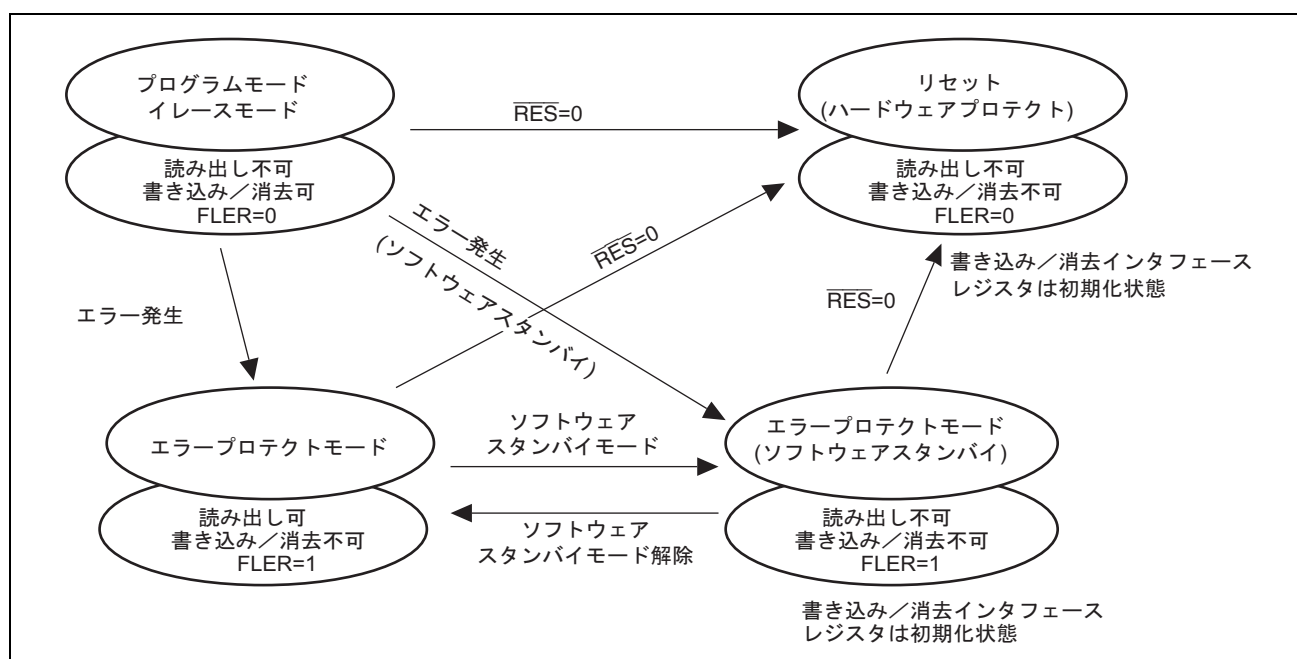 プログラムモード
イレースモード
読み出し不可
書き込み／消去可
FLER=0
RES=0
リセット
(ハードウェアプロテクト)
読み出し不可
書き込み／消去不可
FLER=0
書き込み／消去インタフェース
レジスタは初期化状態
エラー発生
(ソフトウェアスタンバイ)
RES=0
RES=0
エラー発生
エラープロテクトモード
読み出し可
書き込み／消去不可
FLER=1
ソフトウェア
スタンバイモード
ソフトウェア
スタンバイモード解除
エラープロテクトモード
(ソフトウェアスタンバイ)
読み出し不可
書き込み／消去不可
FLER=1
書き込み／消去インタフェース
レジスタは初期化状態